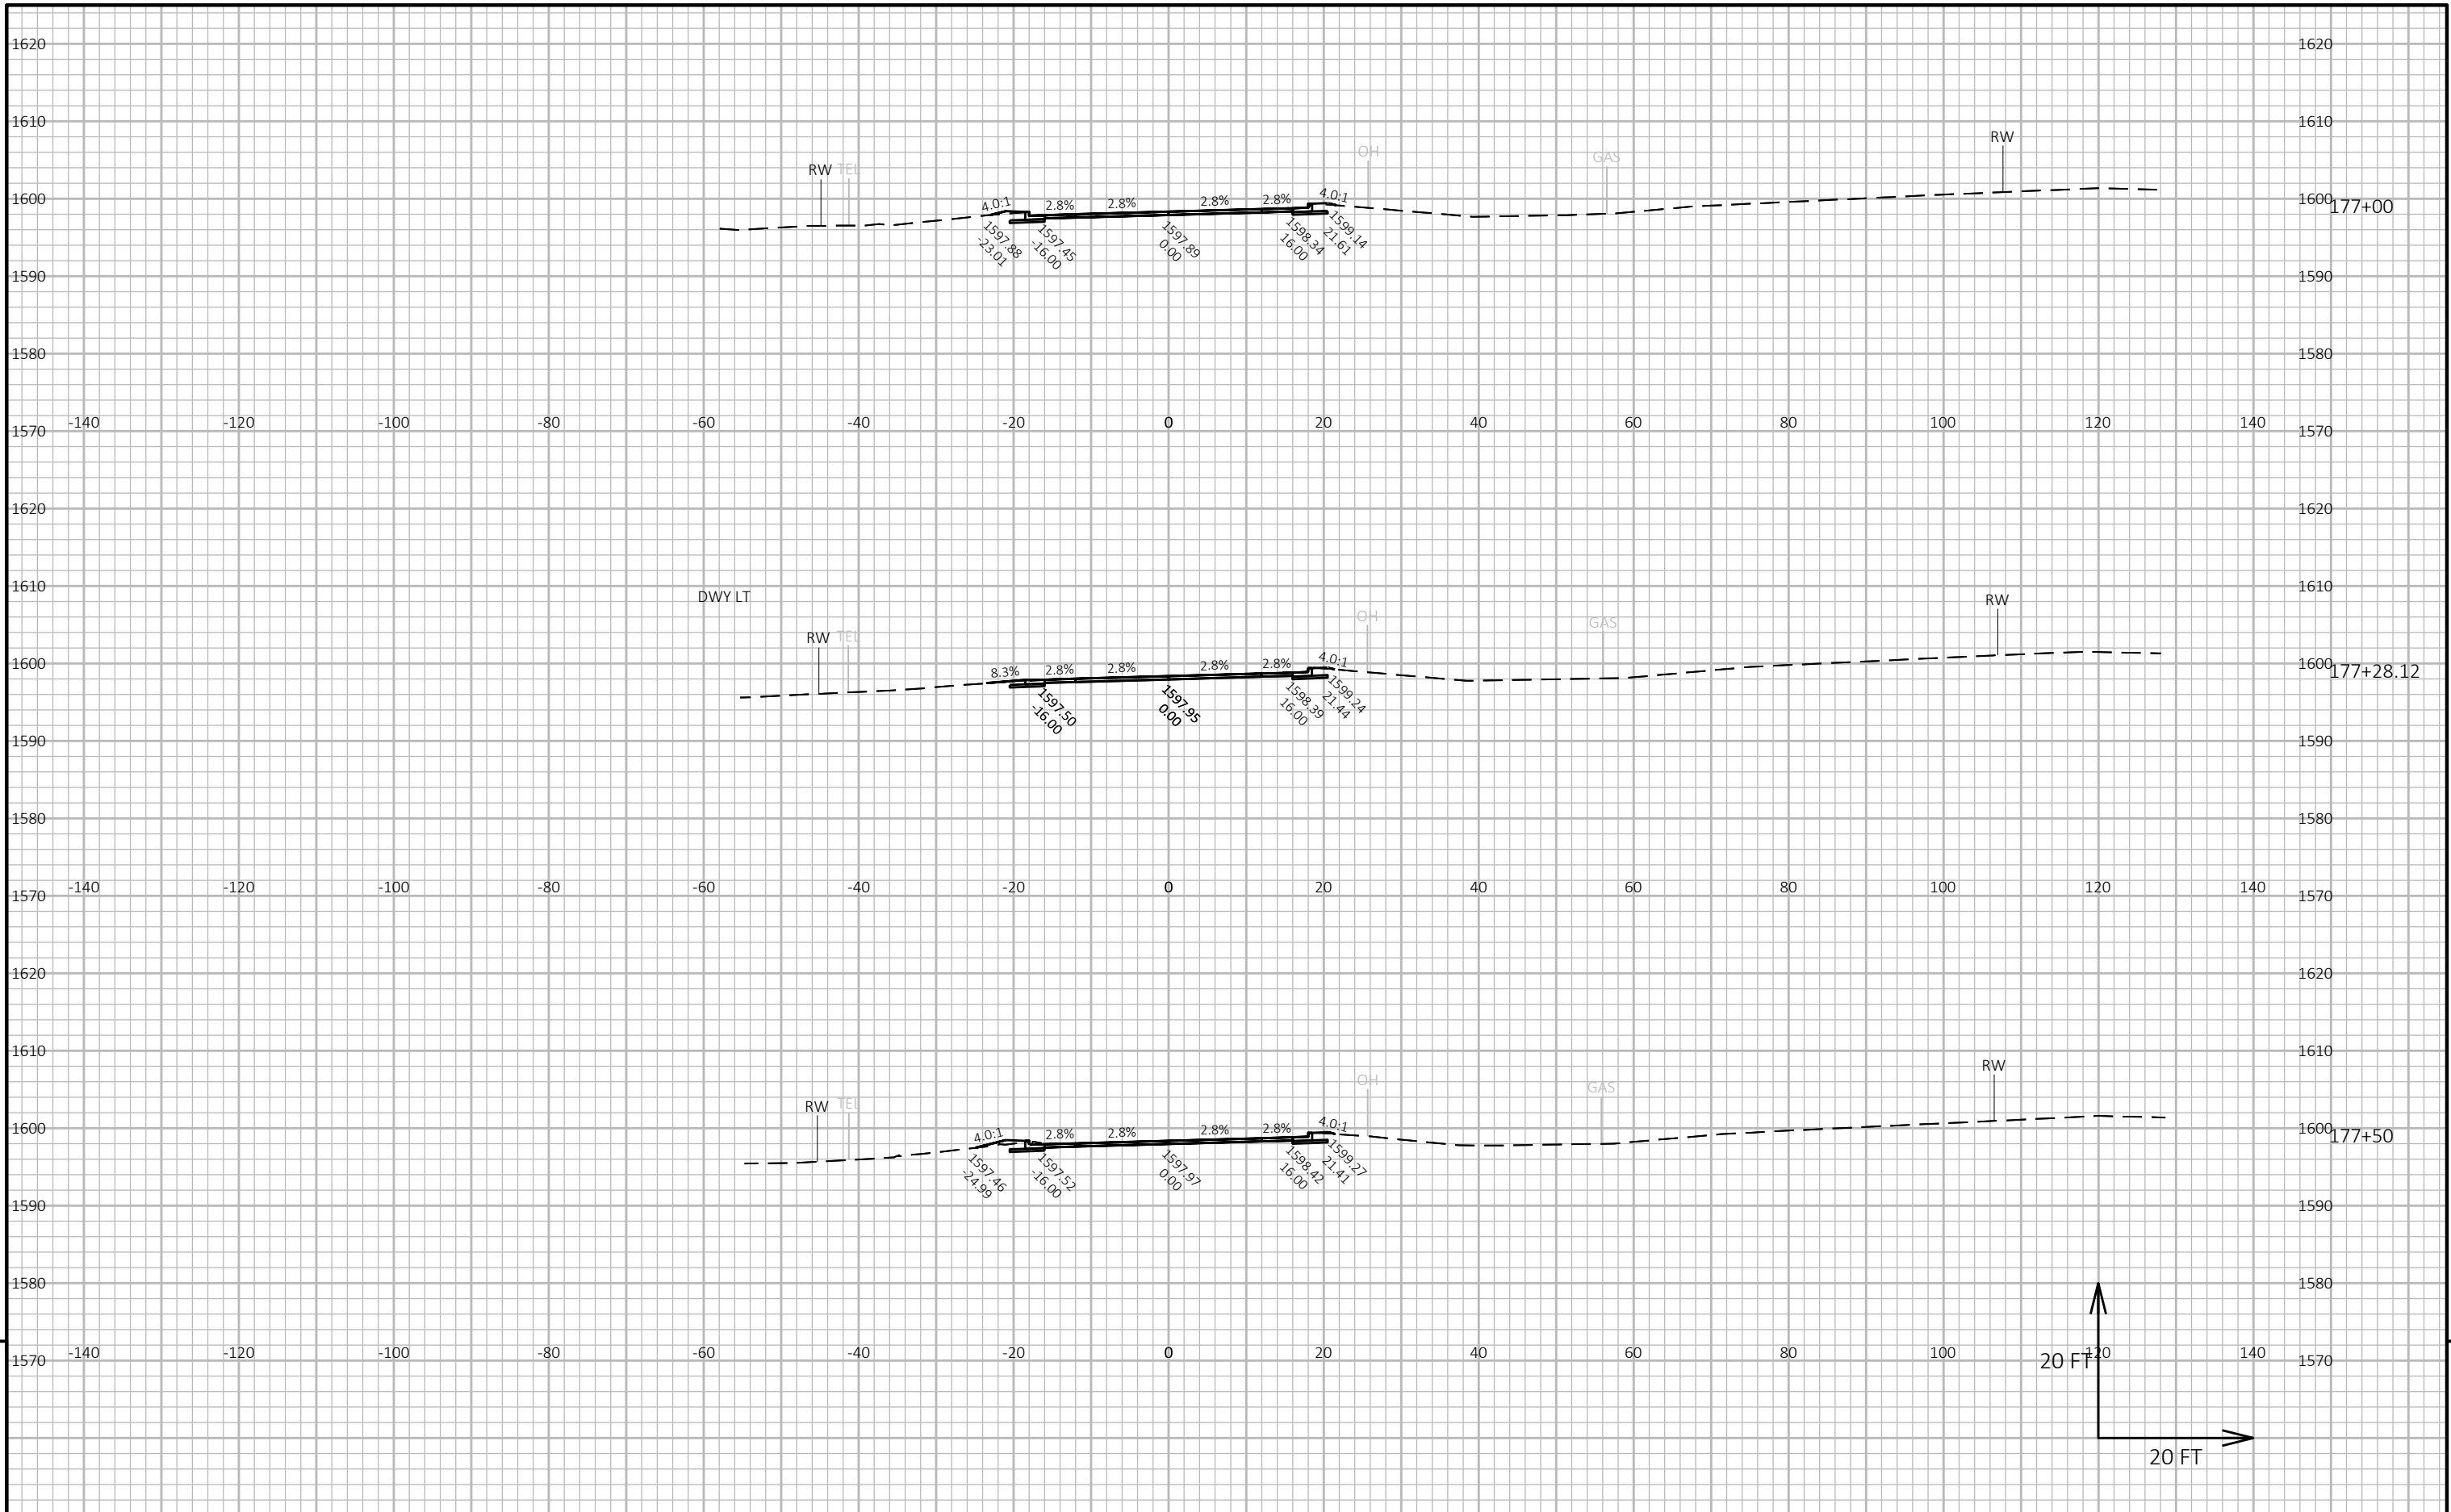 1620 1620
1610 1610
RW
OH
GAS
RW TEL
1600 4.0:1 2.8% 2.8% 2.8% 2.8% 4.0:1 1600 177+00
1597.88 1597.45 1597.89 1598.34 1599.14
-23.01 -16.00 0.00 16.00 21.61
1590 1590
1580 1580
-140 -120 -100 -80 -60 -40 -20 0 20 40 60 80 100 120 140
1570 1570
1620 1620
1610 1610
DWY LT
RW
OH
GAS
RW TEL
1600 8.3% 2.8% 2.8% 2.8% 2.8% 4.0:1 1600 177+28.12
1597.50 1597.95 1598.39 1599.24
-16.00 0.00 16.00 21.44
1590 1590
1580 1580
-140 -120 -100 -80 -60 -40 -20 0 20 40 60 80 100 120 140
1570 1570
1620 1620
1610 1610
RW
OH
GAS
RW TEL
1600 4.0:1 2.8% 2.8% 2.8% 2.8% 4.0:1 1600 177+50
1597.46 1597.52 1597.97 1598.42 1599.27
-24.99 -16.00 0.00 16.00 21.41
1590 1590
1580 1580
-140 -120 -100 -80 -60 -40 -20 0 20 40 60 80 100 120 140
1570 20 FT 1570
20 FT